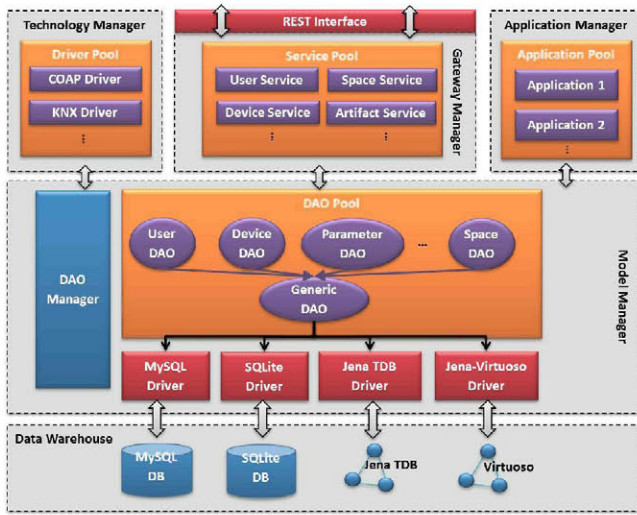 Technology Manager
Driver Pool
COAP Driver
KNX Driver
⋮
REST Interface
Service Pool
User Service
Space Service
Device Service
Artifact Service
⋮
⋮
Gateway Manager
Application Manager
Application Pool
Application 1
Application 2
⋮
DAO
Manager
DAO Pool
User
DAO
Device
DAO
Parameter
DAO
...
Space
DAO
Generic
DAO
MySQL
Driver
SQLite
Driver
Jena TDB
Driver
Jena-Virtuoso
Driver
Model Manager
Data Warehouse
MySQL
DB
SQLite
DB
Jena TDB
Virtuoso